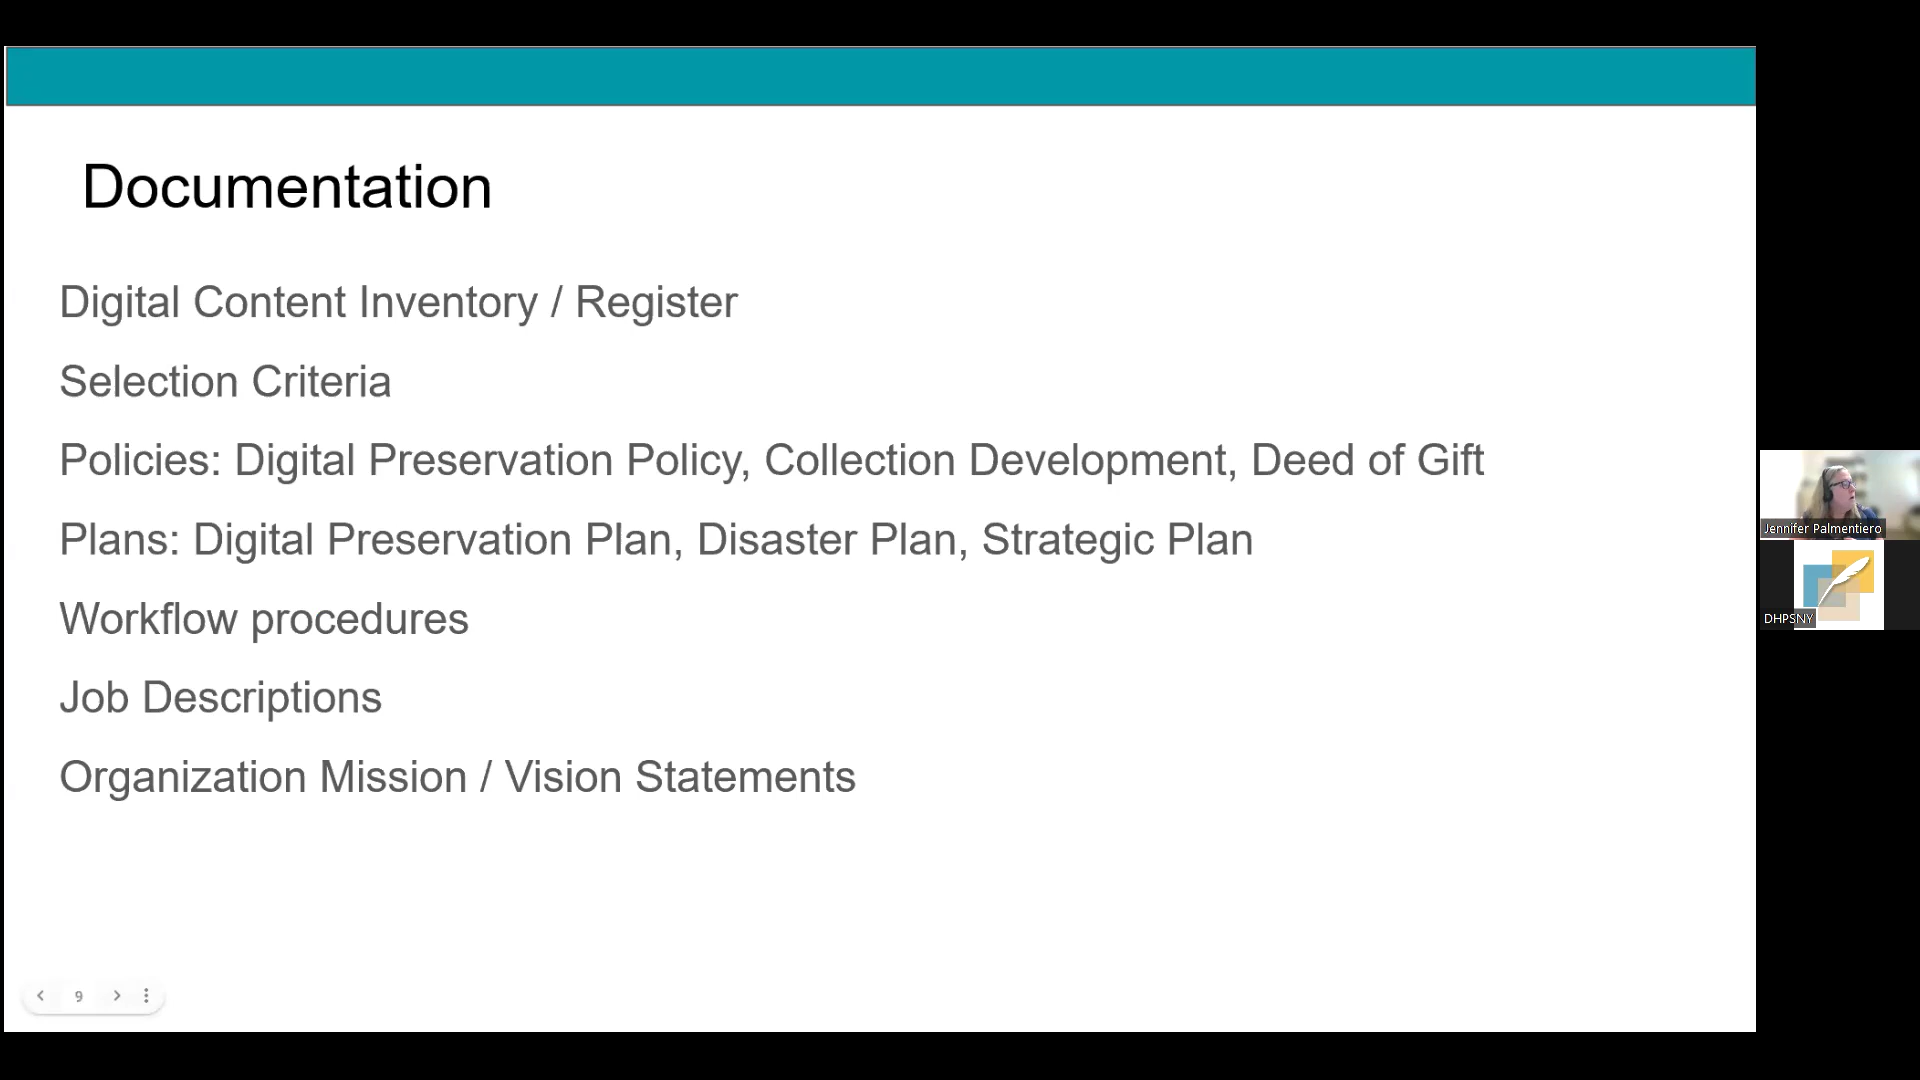 Documentation
Digital Content Inventory / Register
Selection Criteria
Policies: Digital Preservation Policy, Collection Development, Deed of Gift
Plans: Digital Preservation Plan, Disaster Plan, Strategic Plan
Workflow procedures
Job Descriptions
Organization Mission / Vision Statements
9
Jennifer Palmentiero
DHPSNY